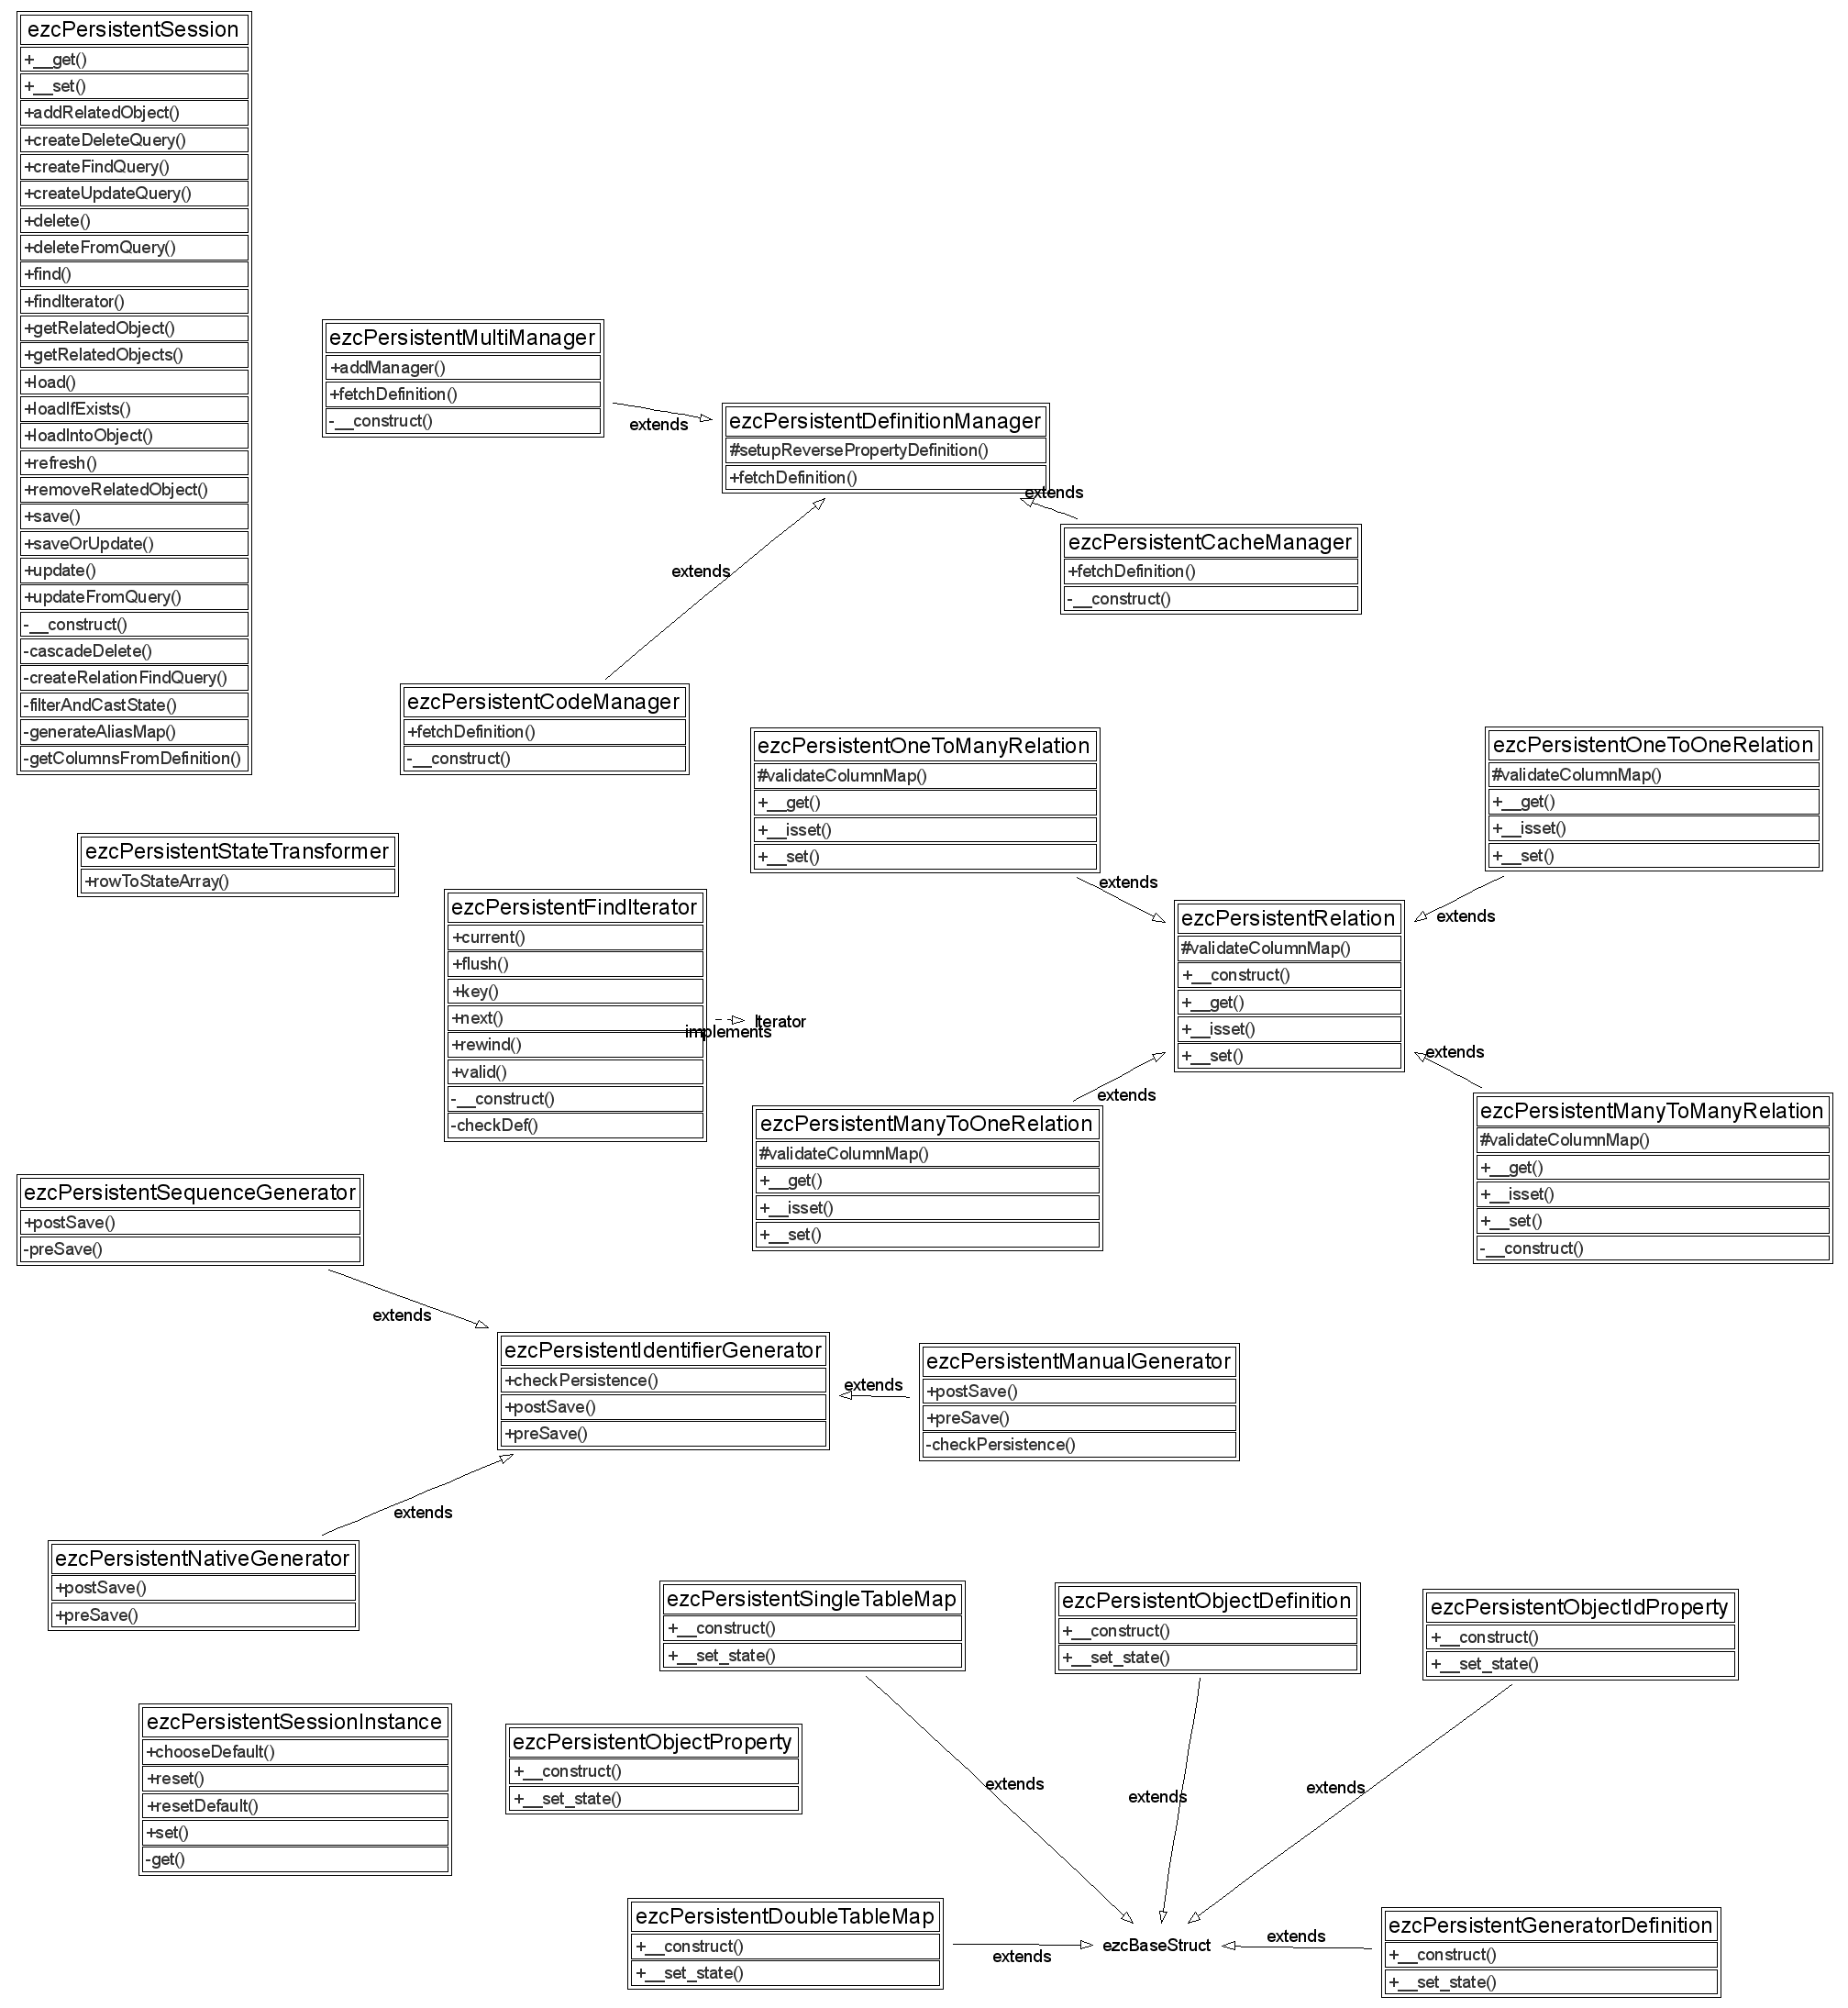 ezcPersistentSession
+__get()
+__set()
+addRelatedObject()
+createDeleteQuery()
+createFindQuery()
+createUpdateQuery()
+delete()
+deleteFromQuery()
+find()
+findIterator()
+getRelatedObject()
+getRelatedObjects()
+load()
+loadIfExists()
+loadIntoObject()
+refresh()
+removeRelatedObject()
+save()
+saveOrUpdate()
+update()
+updateFromQuery()
-__construct()
-cascadeDelete()
-createRelationFindQuery()
-filterAndCastState()
-generateAliasMap()
-getColumnsFromDefinition()
ezcPersistentMultiManager
+addManager()
+fetchDefinition()
-__construct()
extends
ezcPersistentDefinitionManager
#setupReversePropertyDefinition()
+fetchDefinition()
extends
ezcPersistentCacheManager
+fetchDefinition()
-__construct()
extends
ezcPersistentCodeManager
+fetchDefinition()
-__construct()
ezcPersistentOneToManyRelation
#validateColumnMap()
+__get()
+__isset()
+__set()
extends
ezcPersistentOneToOneRelation
#validateColumnMap()
+__get()
+__isset()
+__set()
extends
ezcPersistentStateTransformer
+rowToStateArray()
ezcPersistentFindIterator
+current()
+flush()
+key()
+next()
+rewind()
+valid()
-__construct()
-checkDef()
implements
Iterator
ezcPersistentRelation
#validateColumnMap()
+__construct()
+__get()
+__isset()
+__set()
extends
ezcPersistentManyToOneRelation
#validateColumnMap()
+__get()
+__isset()
+__set()
extends
ezcPersistentManyToManyRelation
#validateColumnMap()
+__get()
+__isset()
+__set()
-__construct()
ezcPersistentSequenceGenerator
+postSave()
-preSave()
extends
ezcPersistentIdentifierGenerator
+checkPersistence()
+postSave()
+preSave()
extends
ezcPersistentManualGenerator
+postSave()
+preSave()
-checkPersistence()
extends
ezcPersistentNativeGenerator
+postSave()
+preSave()
ezcPersistentSingleTableMap
+__construct()
+__set_state()
extends
ezcPersistentObjectDefinition
+__construct()
+__set_state()
extends
ezcPersistentObjectIdProperty
+__construct()
+__set_state()
extends
ezcPersistentSessionInstance
+chooseDefault()
+reset()
+resetDefault()
+set()
-get()
ezcPersistentObjectProperty
+__construct()
+__set_state()
ezcPersistentDoubleTableMap
+__construct()
+__set_state()
extends
ezcBaseStruct
extends
ezcPersistentGeneratorDefinition
+__construct()
+__set_state()